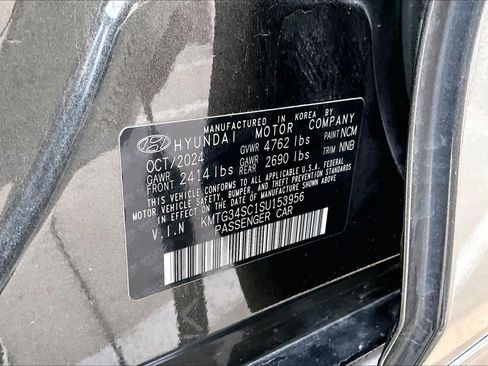 MANUFACTURED IN KOREA BY
HYUNDAI MOTOR COMPANY
OCT/2024 GVWR 4762 lbs PAINT NCM
GAWR FRONT 2414 lbs GAWR REAR 2690 lbs TRIM NNB
THIS VEHICLE CONFORMS TO ALL APPLICABLE U.S.A. FEDERAL
MOTOR VEHICLE SAFETY, BUMPER, AND THEFT PREVENTION STANDARDS
IN EFFECT ON THE DATE OF MANUFACTURE SHOWN ABOVE.
V.I.N KMTG34SC1SU153956
PASSENGER CAR